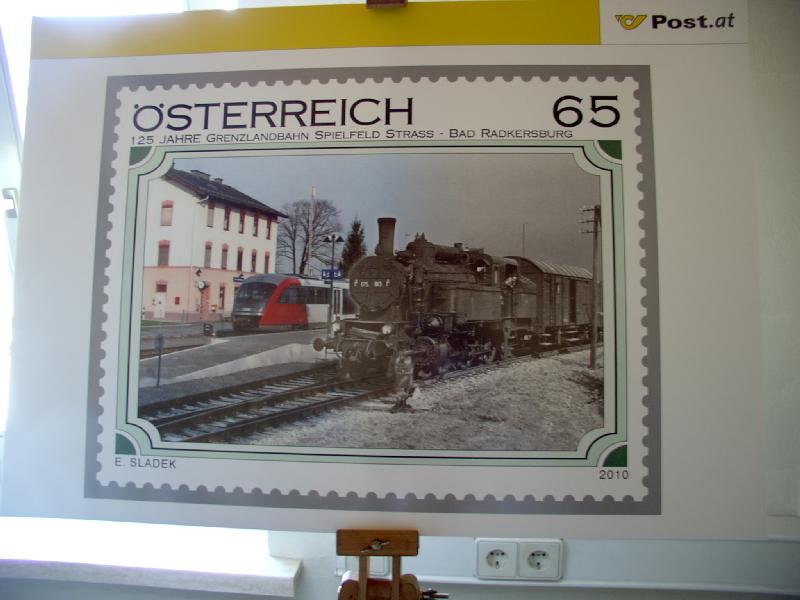 Post.at
ÖSTERREICH 65
125 JAHRE GRENZLANDBAHN SPIELFELD STRASS - BAD RADKERSBURG
E. SLADEK
2010